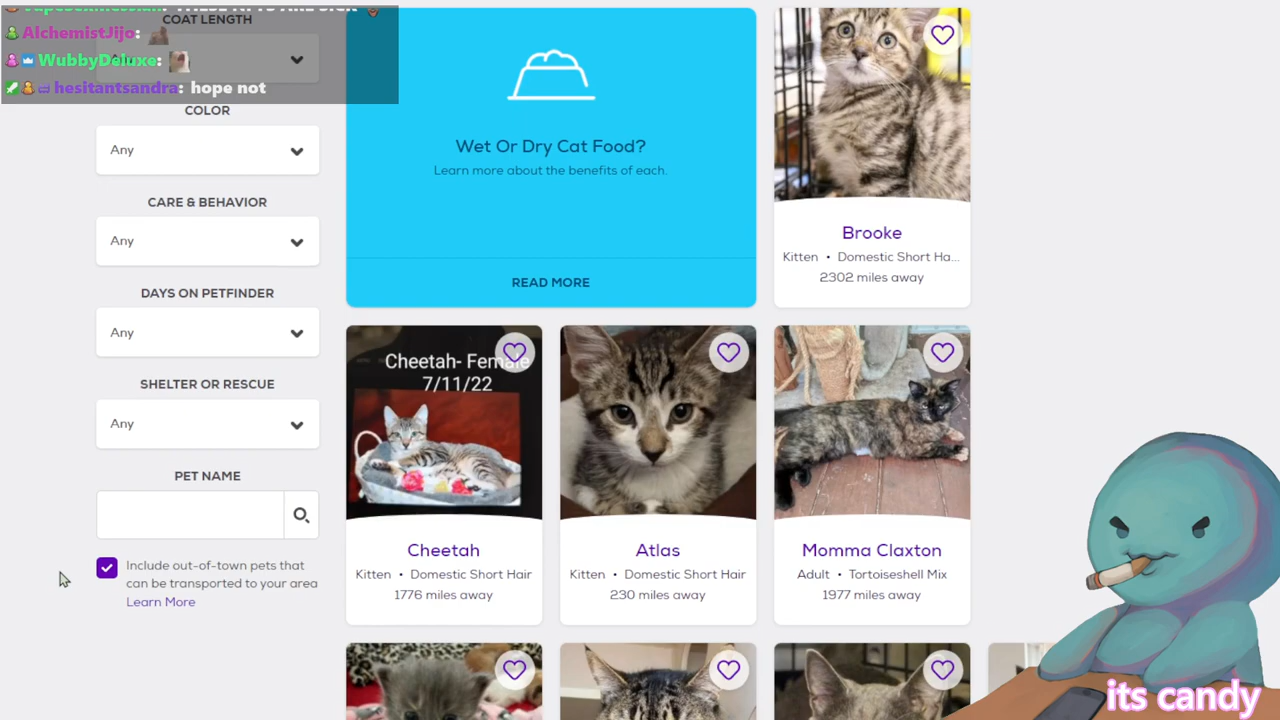 COAT LENGTH
AlchemistJijo:
WubbyDeluxe:
hesitantsandra: hope not
COLOR
Any
CARE & BEHAVIOR
Any
DAYS ON PETFINDER
Any
SHELTER OR RESCUE
Any
PET NAME
Include out-of-town pets that
can be transported to your area
Learn More
Wet Or Dry Cat Food?
Learn more about the benefits of each.
READ MORE
Brooke
Kitten • Domestic Short Ha...
2302 miles away
Cheetah- Female
7/11/22
Cheetah
Kitten • Domestic Short Hair
1776 miles away
Atlas
Kitten • Domestic Short Hair
230 miles away
Momma Claxton
Adult • Tortoiseshell Mix
1977 miles away
its candy